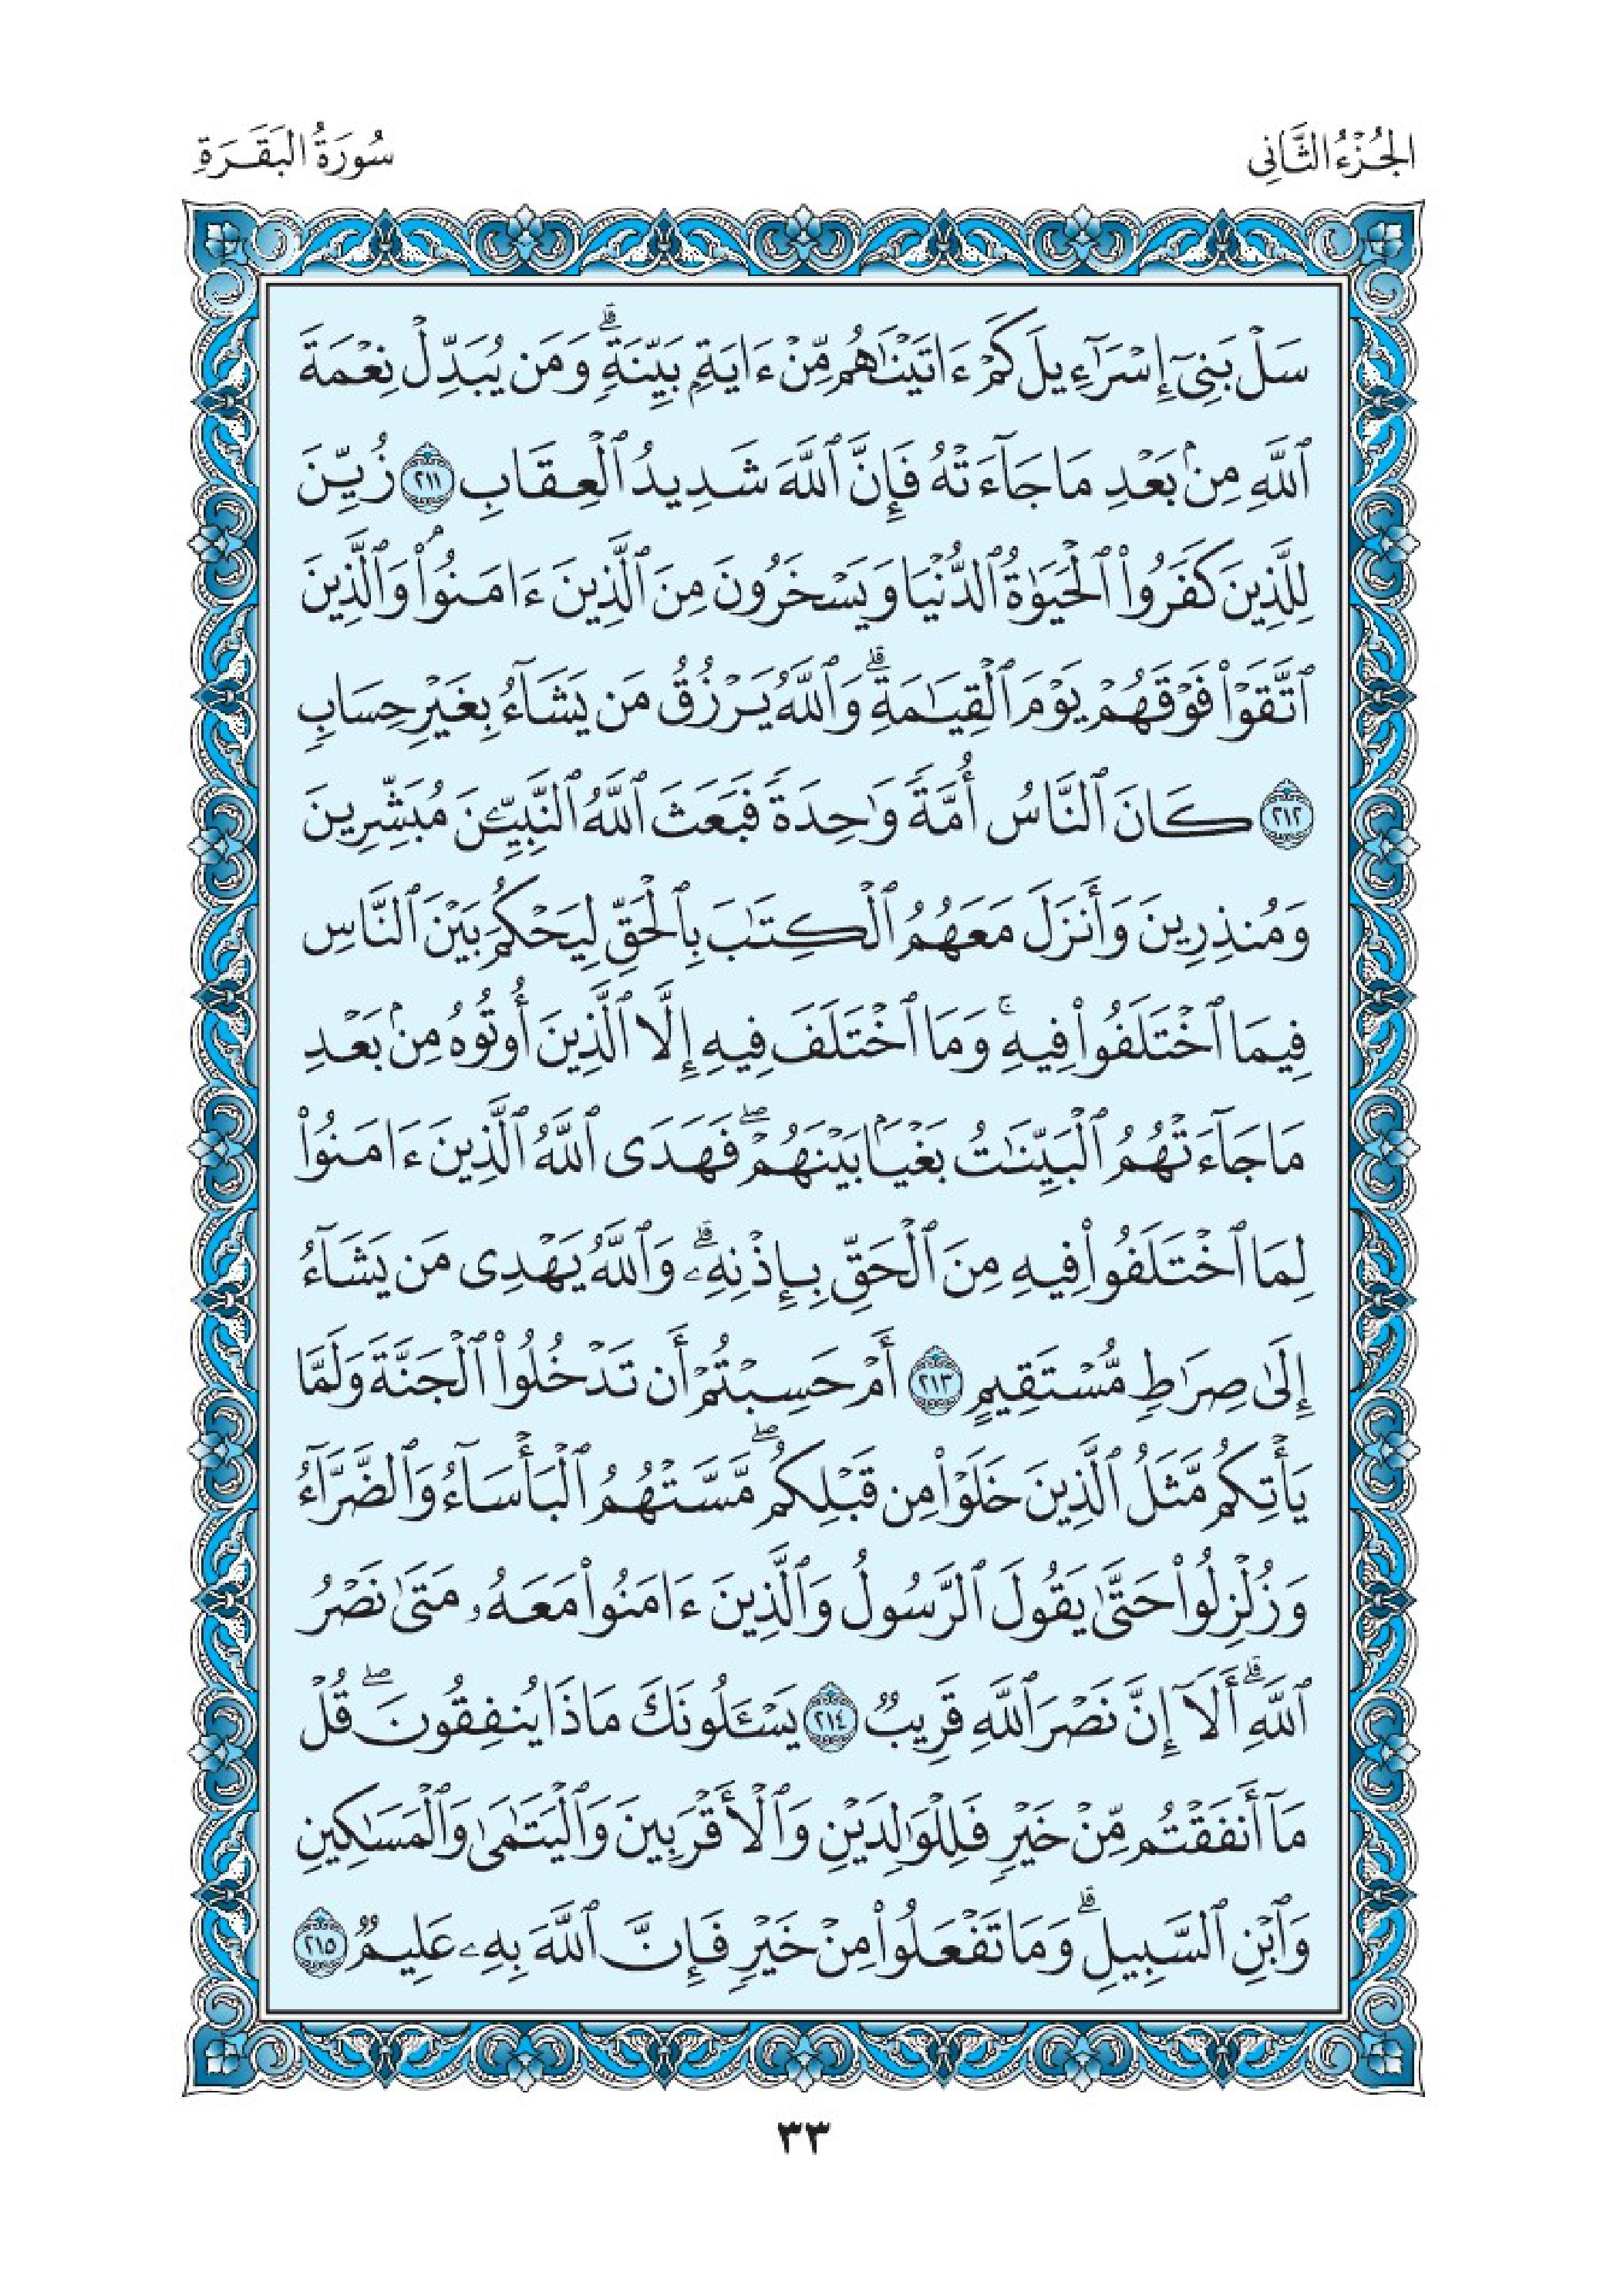 الجُزْءُ الثَّانِي
سُورَةُ البَقَرَةِ
سَلْ بَنِىٓ إِسْرَٰٓءِيلَ كَمْ ءَاتَيْنَٰهُم مِّنْ ءَايَةٍۭ بَيِّنَةٍۗ وَمَن يُبَدِّلْ نِعْمَةَ
ٱللَّهِ مِنۢ بَعْدِ مَا جَآءَتْهُ فَإِنَّ ٱللَّهَ شَدِيدُ ٱلْعِقَابِ ٢١١ زُيِّنَ
لِلَّذِينَ كَفَرُوا۟ ٱلْحَيَوٰةُ ٱلدُّنْيَا وَيَسْخَرُونَ مِنَ ٱلَّذِينَ ءَامَنُوا۟ۘ وَٱلَّذِينَ
ٱتَّقَوْا۟ فَوْقَهُمْ يَوْمَ ٱلْقِيَٰمَةِۗ وَٱللَّهُ يَرْزُقُ مَن يَشَآءُ بِغَيْرِ حِسَابٍ
٢١٢ كَانَ ٱلنَّاسُ أُمَّةً وَٰحِدَةً فَبَعَثَ ٱللَّهُ ٱلنَّبِيِّـۧنَ مُبَشِّرِينَ
وَمُنذِرِينَ وَأَنزَلَ مَعَهُمُ ٱلْكِتَٰبَ بِٱلْحَقِّ لِيَحْكُمَ بَيْنَ ٱلنَّاسِ
فِيمَا ٱخْتَلَفُوا۟ فِيهِۚ وَمَا ٱخْتَلَفَ فِيهِ إِلَّا ٱلَّذِينَ أُوتُوهُ مِنۢ بَعْدِ
مَا جَآءَتْهُمُ ٱلْبَيِّنَٰتُ بَغْيًۢا بَيْنَهُمْۖ فَهَدَى ٱللَّهُ ٱلَّذِينَ ءَامَنُوا۟
لِمَا ٱخْتَلَفُوا۟ فِيهِ مِنَ ٱلْحَقِّ بِإِذْنِهِۦۗ وَٱللَّهُ يَهْدِى مَن يَشَآءُ
إِلَىٰ صِرَٰطٍ مُّسْتَقِيمٍ ٢١٣ أَمْ حَسِبْتُمْ أَن تَدْخُلُوا۟ ٱلْجَنَّةَ وَلَمَّا
يَأْتِكُم مَّثَلُ ٱلَّذِينَ خَلَوْا۟ مِن قَبْلِكُمۖ مَّسَّتْهُمُ ٱلْبَأْسَآءُ وَٱلضَّرَّآءُ
وَزُلْزِلُوا۟ حَتَّىٰ يَقُولَ ٱلرَّسُولُ وَٱلَّذِينَ ءَامَنُوا۟ مَعَهُۥ مَتَىٰ نَصْرُ
ٱللَّهِۗ أَلَآ إِنَّ نَصْرَ ٱللَّهِ قَرِيبٌ ٢١٤ يَسْـَٔلُونَكَ مَاذَا يُنفِقُونَۖ قُلْ
مَآ أَنفَقْتُم مِّنْ خَيْرٍ فَلِلْوَٰلِدَيْنِ وَٱلْأَقْرَبِينَ وَٱلْيَتَٰمَىٰ وَٱلْمَسَٰكِينِ
وَٱبْنِ ٱلسَّبِيلِۗ وَمَا تَفْعَلُوا۟ مِنْ خَيْرٍ فَإِنَّ ٱللَّهَ بِهِۦ عَلِيمٌ ٢١٥
٣٣